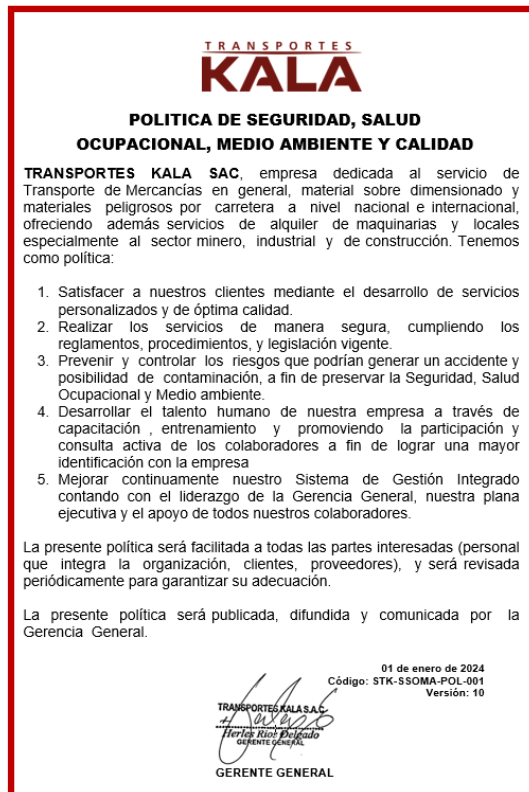 TRANSPORTES
KALA
POLITICA DE SEGURIDAD, SALUD
OCUPACIONAL, MEDIO AMBIENTE Y CALIDAD
TRANSPORTES KALA SAC, empresa dedicada al servicio de
Transporte de Mercancías en general, material sobre dimensionado y
materiales peligrosos por carretera a nivel nacional e internacional,
ofreciendo además servicios de alquiler de maquinarias y locales
especialmente al sector minero, industrial y de construcción. Tenemos
como política:
1. Satisfacer a nuestros clientes mediante el desarrollo de servicios
personalizados y de óptima calidad.
2. Realizar los servicios de manera segura, cumpliendo los
reglamentos, procedimientos, y legislación vigente.
3. Prevenir y controlar los riesgos que podrían generar un accidente y
posibilidad de contaminación, a fin de preservar la Seguridad, Salud
Ocupacional y Medio ambiente.
4. Desarrollar el talento humano de nuestra empresa a través de
capacitación , entrenamiento y promoviendo la participación y
consulta activa de los colaboradores a fin de lograr una mayor
identificación con la empresa
5. Mejorar continuamente nuestro Sistema de Gestión Integrado
contando con el liderazgo de la Gerencia General, nuestra plana
ejecutiva y el apoyo de todos nuestros colaboradores.
La presente política será facilitada a todas las partes interesadas (personal
que integra la organización, clientes, proveedores), y será revisada
periódicamente para garantizar su adecuación.
La presente política será publicada, difundida y comunicada por la
Gerencia General.
01 de enero de 2024
Código: STK-SSOMA-POL-001
Versión: 10
TRANSPORTES KALA S.A.C.
Herles Rios Delgado
GERENTE GENERAL
GERENTE GENERAL